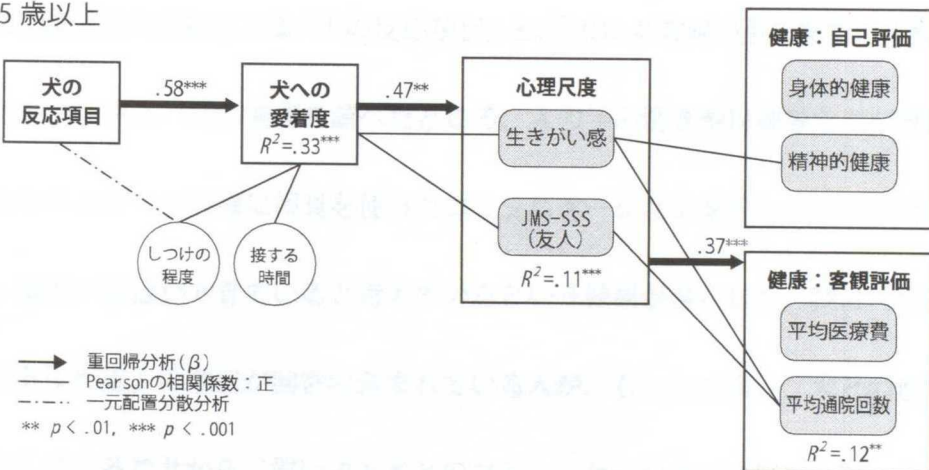 5 歳以上
犬の
反応項目
.58***
犬への
愛着度
R²=.33***
.47**
心理尺度
生きがい感
JMS-SSS
(友人)
R²=.11***
しつけの
程度
接する
時間
健康：自己評価
身体的健康
精神的健康
.37***
健康：客観評価
平均医療費
平均通院回数
R²=.12**
重回帰分析(β)
Pearsonの相関係数：正
一元配置分散分析
** p < .01, *** p < .001